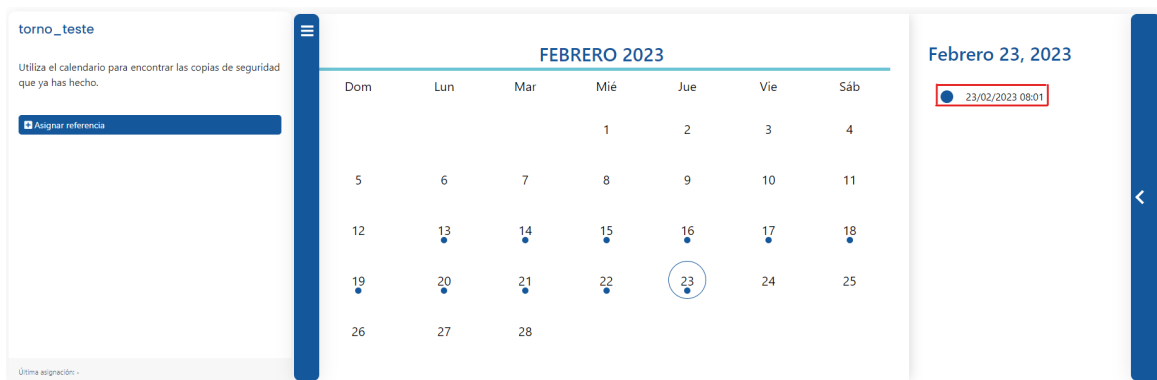 torno_teste
Utiliza el calendario para encontrar las copias de seguridad
que ya has hecho.
Asignar referencia
Última asignación: -
FEBRERO 2023
Dom Lun Mar Mié Jue Vie Sáb
1 2 3 4
5 6 7 8 9 10 11
12 13 14 15 16 17 18
19 20 21 22 23 24 25
26 27 28
Febrero 23, 2023
23/02/2023 08:01